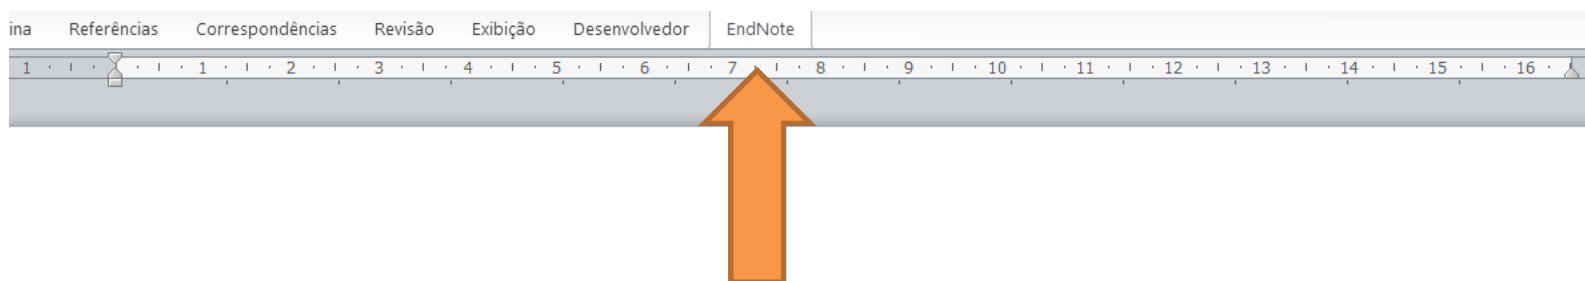 ina Referências Correspondências Revisão Exibição Desenvolvedor EndNote
1 1 2 3 4 5 6 7 8 9 10 11 12 13 14 15 16